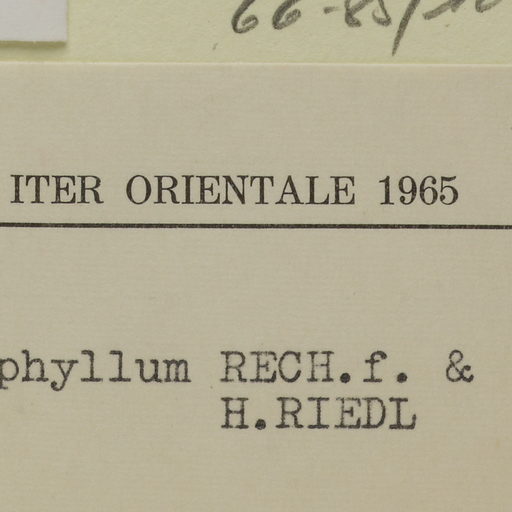 ITER ORIENTALE 1965
phyllum RECH.f. &
H.RIEDL